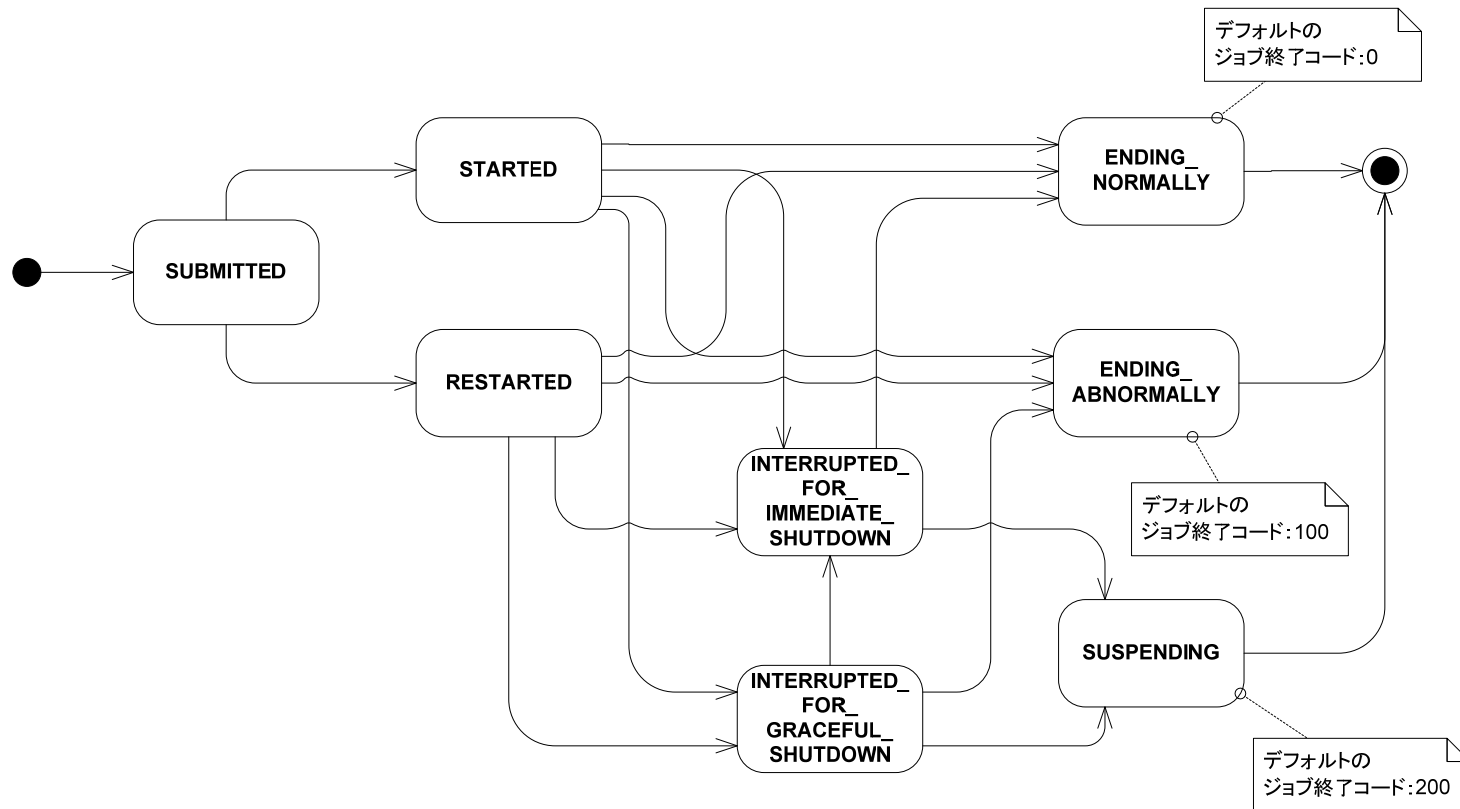 デフォルトの
ジョブ終了コード:0
STARTED
ENDING_
NORMALLY
SUBMITTED
RESTARTED
ENDING_
ABNORMALLY
INTERRUPTED_
FOR_
IMMEDIATE_
SHUTDOWN
デフォルトの
ジョブ終了コード:100
SUSPENDING
INTERRUPTED_
FOR_
GRACEFUL_
SHUTDOWN
デフォルトの
ジョブ終了コード:200